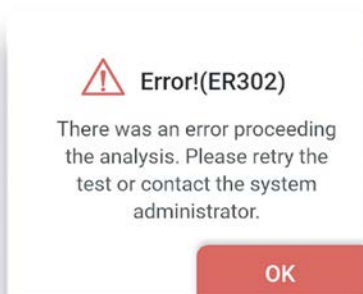 Error!(ER302)
There was an error proceeding
the analysis. Please retry the
test or contact the system
administrator.
OK